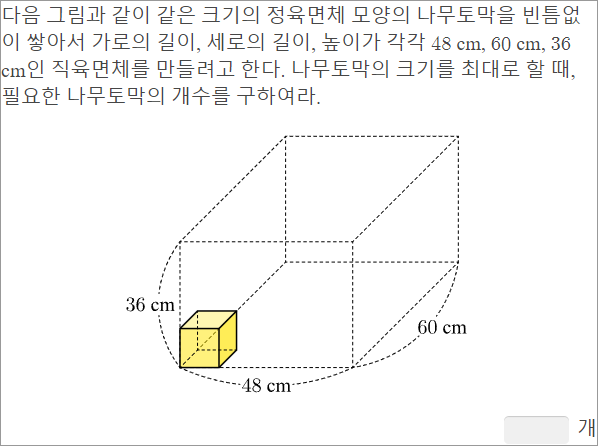 다음 그림과 같이 같은 크기의 정육면체 모양의 나무토막을 빈틈없
이 쌓아서 가로의 길이, 세로의 길이, 높이가 각각 48 cm, 60 cm, 36
cm인 직육면체를 만들려고 한다. 나무토막의 크기를 최대로 할 때,
필요한 나무토막의 개수를 구하여라.
36 cm
60 cm
48 cm
개